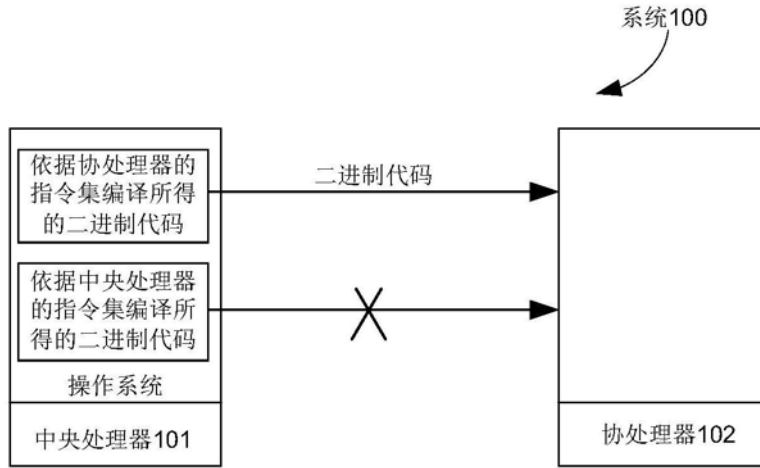 系统100
依据协处理器的
指令集编译所得
的二进制代码
二进制代码
依据中央处理器
的指令集编译所
得的二进制代码
操作系统
中央处理器101
协处理器102